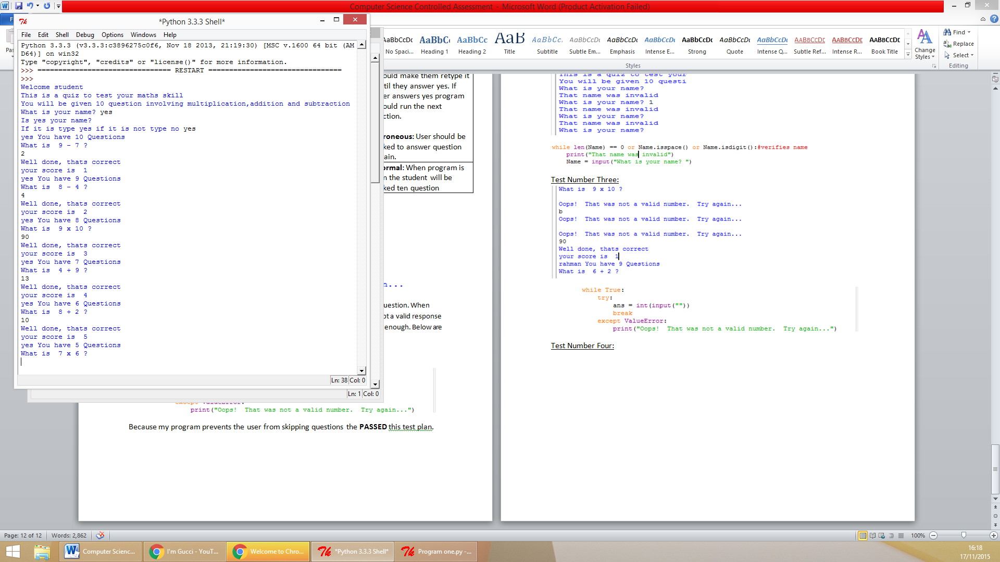 Computer Science Controlled Assessment - Microsoft Word (Product Activation Failed)
*Python 3.3.3 Shell*
File Edit Shell Debug Options Windows Help
Python 3.3.3 (v3.3.3:c3896275c0f6, Nov 18 2013, 21:19:30) [MSC v.1600 64 bit (AM
D64)] on win32
Type "copyright", "credits" or "license()" for more information.
>>> ================================ RESTART ================================
>>>
Welcome student
This is a quiz to test your maths skill
You will be given 10 question involving multiplication,addition and subtraction
What is your name? yes
Is yes your name?
If it is type yes if it is not type no yes
yes You have 10 Questions
What is  9 - 7 ?
2
Well done, thats correct
your score is  1
yes You have 9 Questions
What is  8 - 4 ?
4
Well done, thats correct
your score is  2
yes You have 8 Questions
What is  9 x 10 ?
90
Well done, thats correct
your score is  3
yes You have 7 Questions
What is  4 + 9 ?
13
Well done, thats correct
your score is  4
yes You have 6 Questions
What is  8 + 2 ?
10
Well done, thats correct
your score is  5
yes You have 5 Questions
What is  7 x 6 ?
Ln: 38 Col: 0
Ln: 1 Col: 0
AaBbCcDc AaBbCc AaBbCc AaB AaBbCc. AaBbCcDc AaBbCcDc AaBbCcDc AaBbCcDc AaBbCcDc AaBbCcDc AABBCCDE AABBCCDE AABBCCDE
No Spaci... Heading 1 Heading 2 Title Subtitle Subtle Em... Emphasis Intense E... Strong Quote Intense Q... Subtle Ref... Intense R... Book Title
Styles
Change Styles
Find
Replace
Select
Editing
ould make them retype it
til they answer yes. If
er answers yes program
ould run the next
ction.
roneous: User should be
ked to answer question
ain.
ormal: When program is
n the student will be
ked ten question
n...
uestion. When
ot a valid response
enough. Below are
except ValueError:
print("Oops!  That was not a valid number.  Try again...")
Because my program prevents the user from skipping questions the PASSED this test plan.
This is a quiz to test your
You will be given 10 questi
What is your name?
That name was invalid
What is your name? 1
That name was invalid
What is your name?
That name was invalid
What is your name?
while len(Name) == 0 or Name.isspace() or Name.isdigit():#verifies name
print("That name was invalid")
Name = input("What is your name? ")
Test Number Three:
What is  9 x 10 ?
Oops!  That was not a valid number.  Try again...
b
Oops!  That was not a valid number.  Try again...
Oops!  That was not a valid number.  Try again...
90
Well done, thats correct
your score is  1
rahman You have 9 Questions
What is  6 + 2 ?
while True:
try:
ans = int(input(""))
break
except ValueError:
print("Oops!  That was not a valid number.  Try again...")
Test Number Four:
Page: 12 of 12 Words: 2,862
100%
Computer Scienc... I'm Gucci - YouT... Welcome to Chro... *Python 3.3.3 Shell* Program one.py -...
16:18
17/11/2015